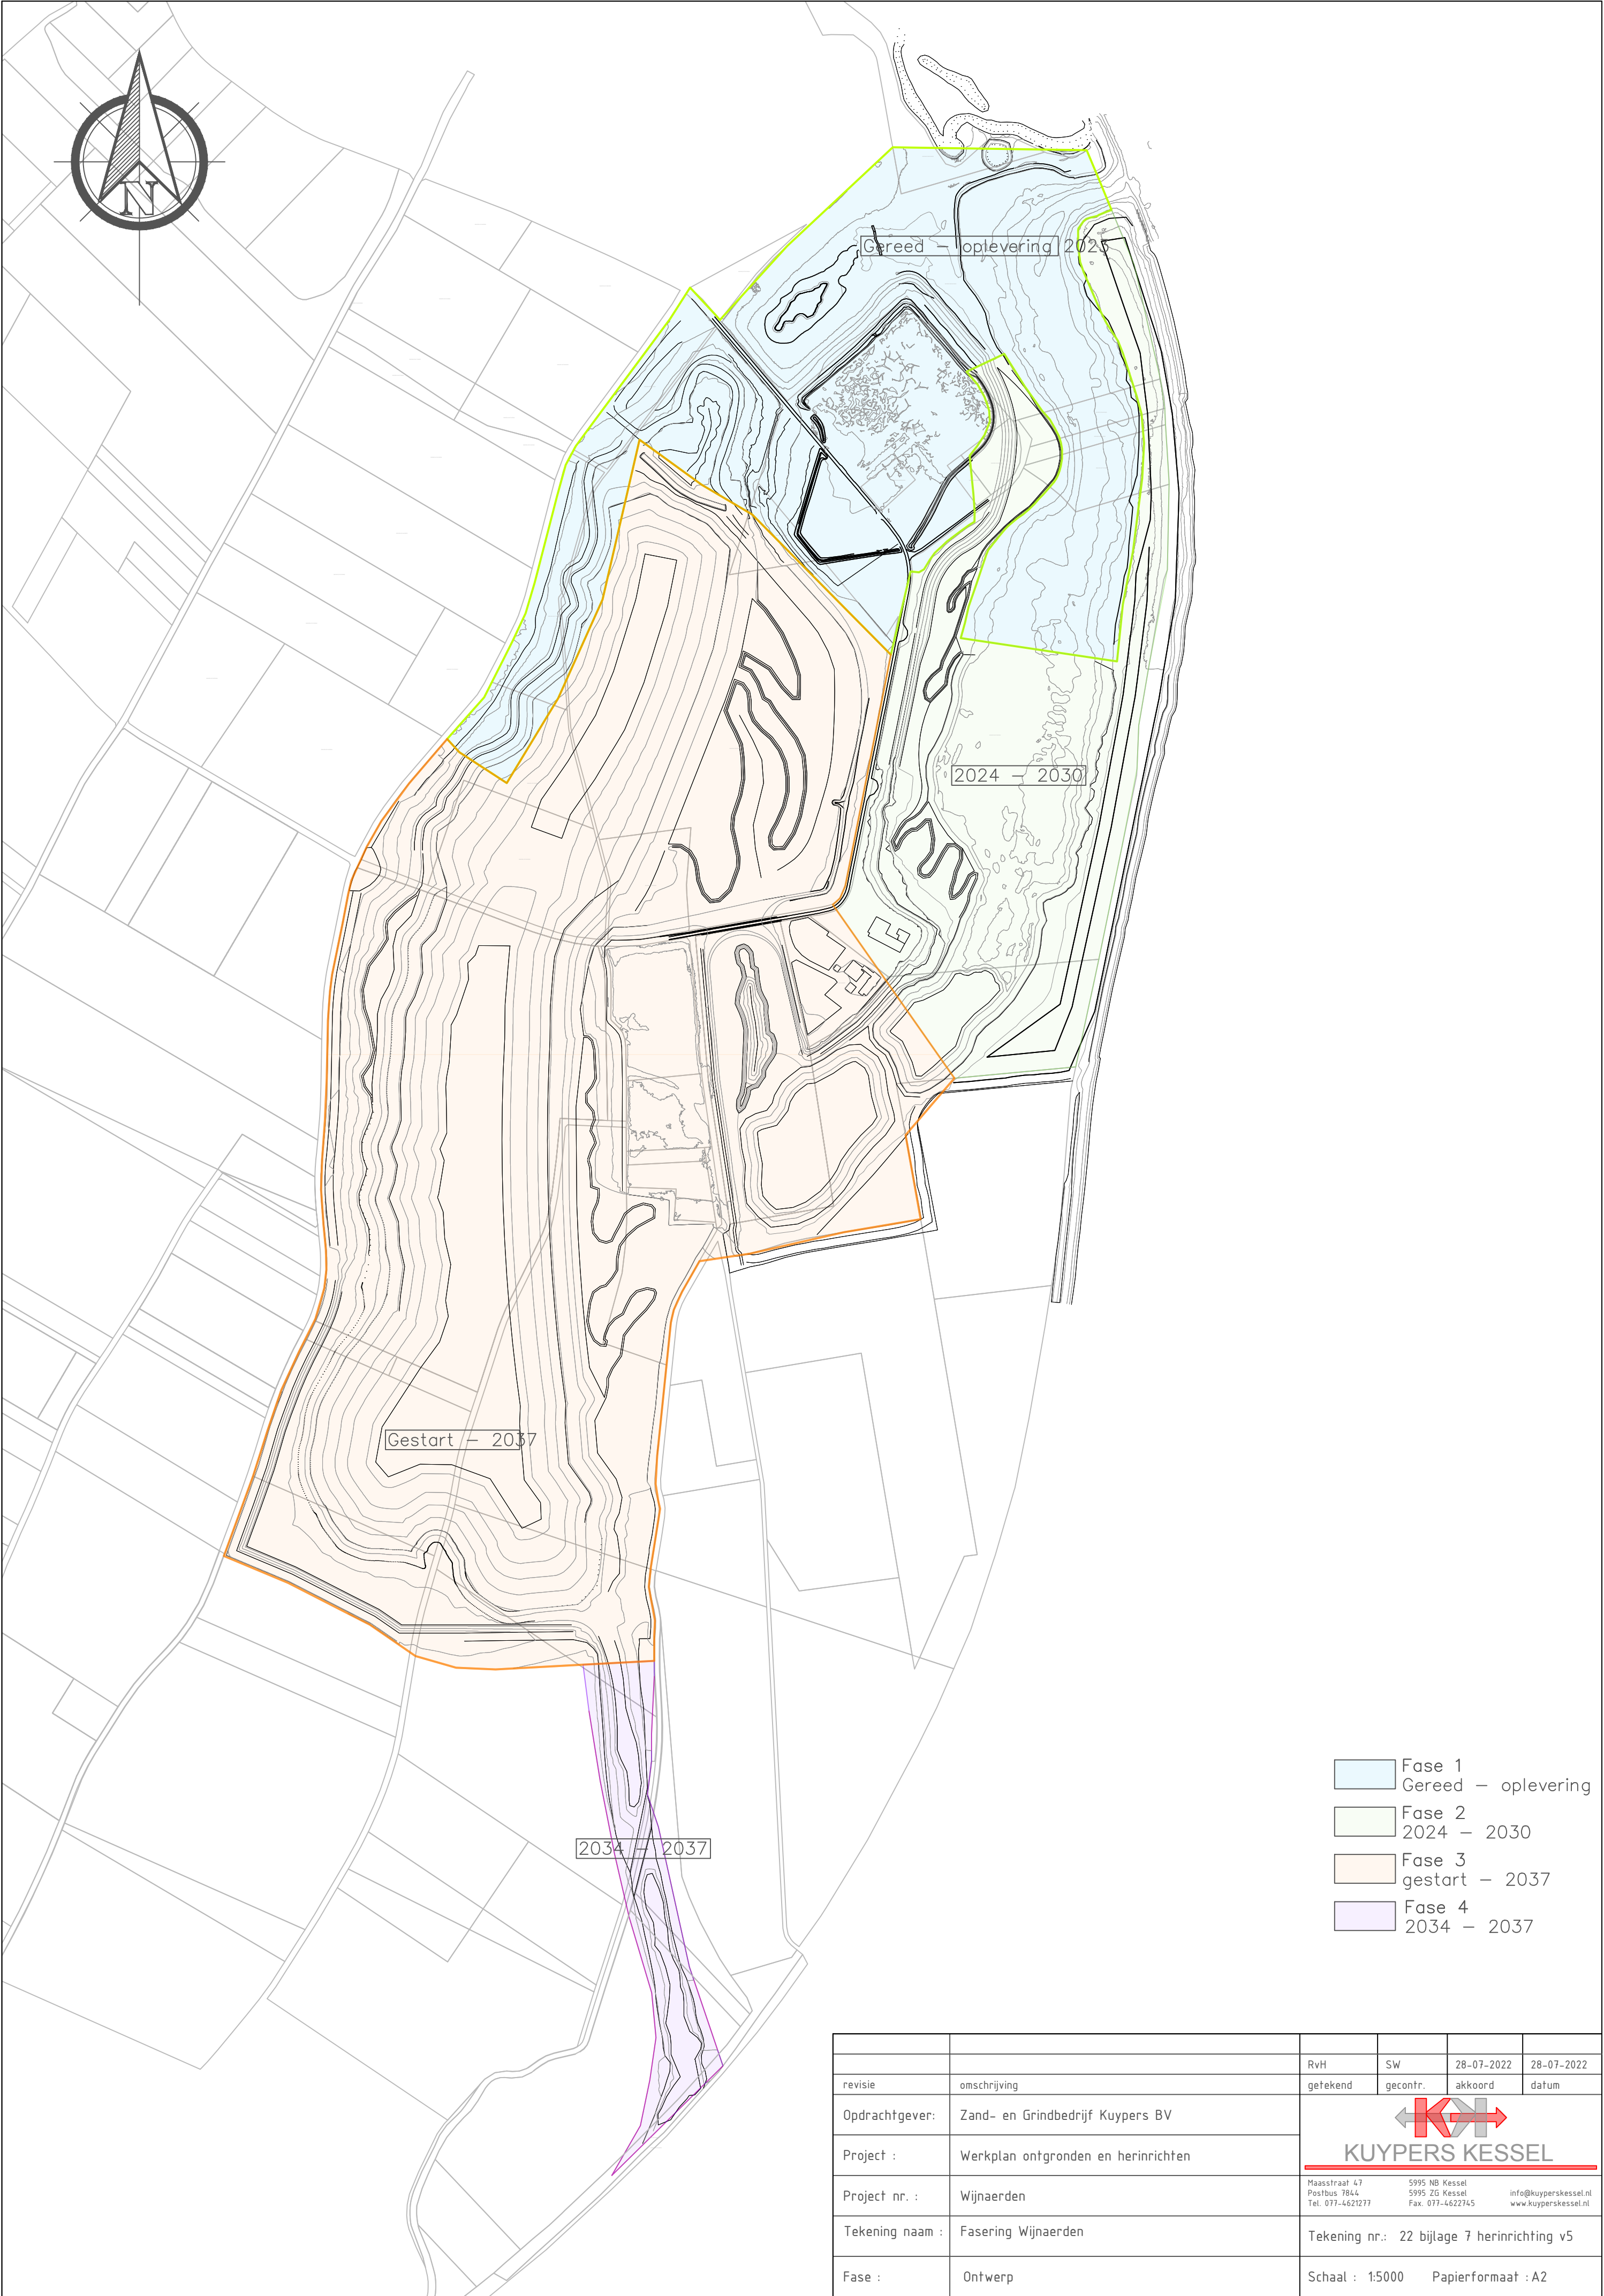 N
Gereed - oplevering 2023
2024 - 2030
Gestart - 2037
2034 - 2037
Fase 1
Gereed - oplevering
Fase 2
2024 - 2030
Fase 3
gestart - 2037
Fase 4
2034 - 2037
RvH SW 28-07-2022 28-07-2022
revisie omschrijving getekend gecontr. akkoord datum
Opdrachtgever: Zand- en Grindbedrijf Kuypers BV
KK
KUYPERS KESSEL
Project : Werkplan ontgronden en herinrichten
Maasstraat 47 5995 NB Kessel
Postbus 7844 5995 ZG Kessel info@kuyperskessel.nl
Tel. 077-4621277 Fax. 077-4622745 www.kuyperskessel.nl
Project nr. : Wijnaerden
Tekening naam : Fasering Wijnaerden
Tekening nr.: 22 bijlage 7 herinrichting v5
Fase : Ontwerp
Schaal : 1:5000 Papierformaat : A2